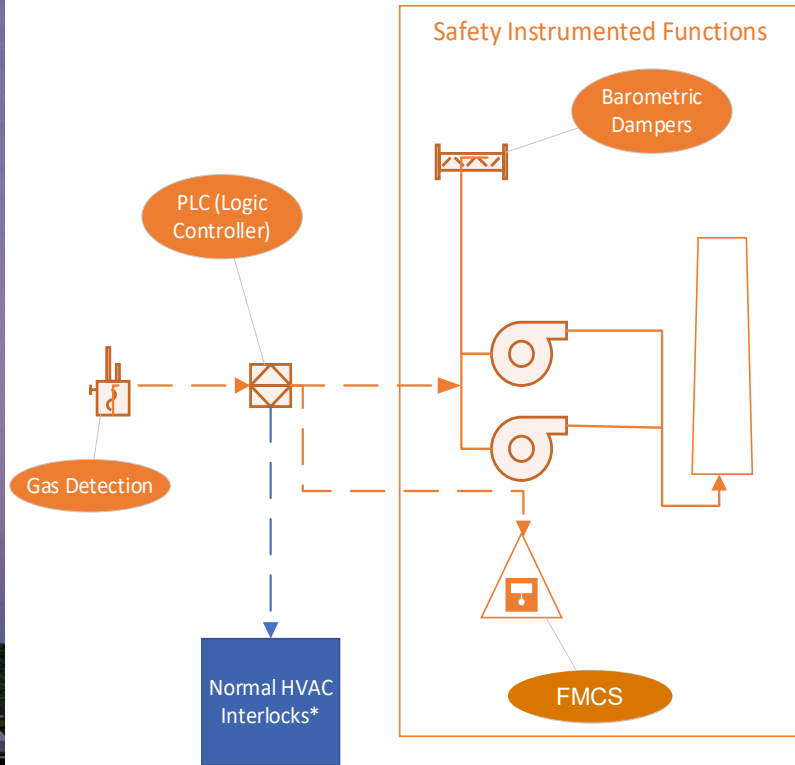 Safety Instrumented Functions
Barometric
Dampers
PLC (Logic
Controller)
Gas Detection
Normal HVAC
Interlocks*
FMCS